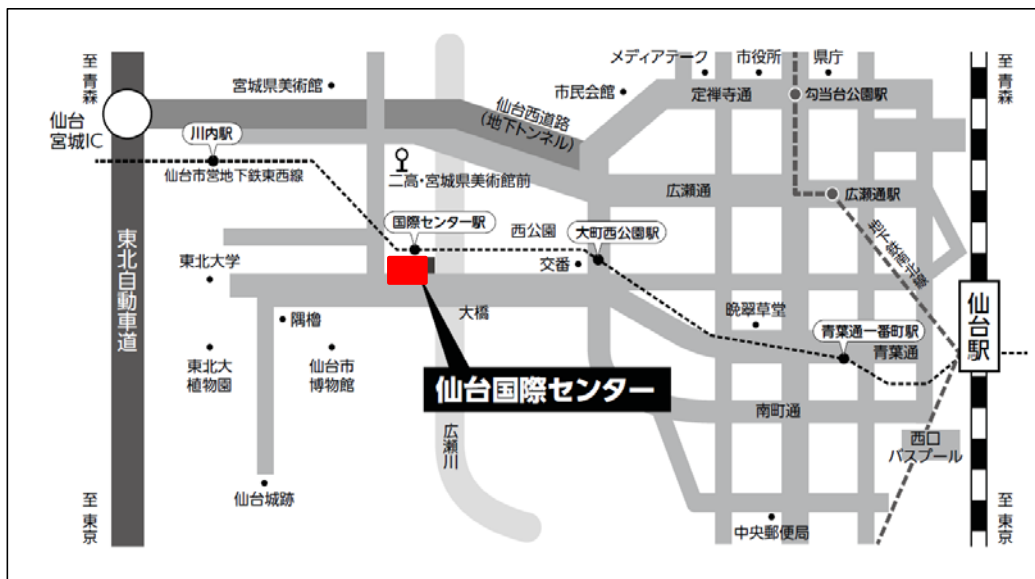 至 青森
仙台
宮城IC
宮城県美術館
川内駅
仙台市営地下鉄東西線
二高・宮城県美術館前
仙台西道路
(地下トンネル)
メディアテーク
市役所
県庁
市民会館
定禅寺通
勾当台公園駅
至 青森
広瀬通
広瀬通駅
地下鉄南北線
国際センター駅
西公園
大町西公園駅
交番
東北自動車道
東北大学
大橋
隅櫓
東北大
植物園
仙台市
博物館
仙台国際センター
晩翠草堂
青葉通一番町駅
青葉通
仙台駅
南町通
広瀬川
西口
バスプール
仙台城跡
中央郵便局
至 東京
至 東京